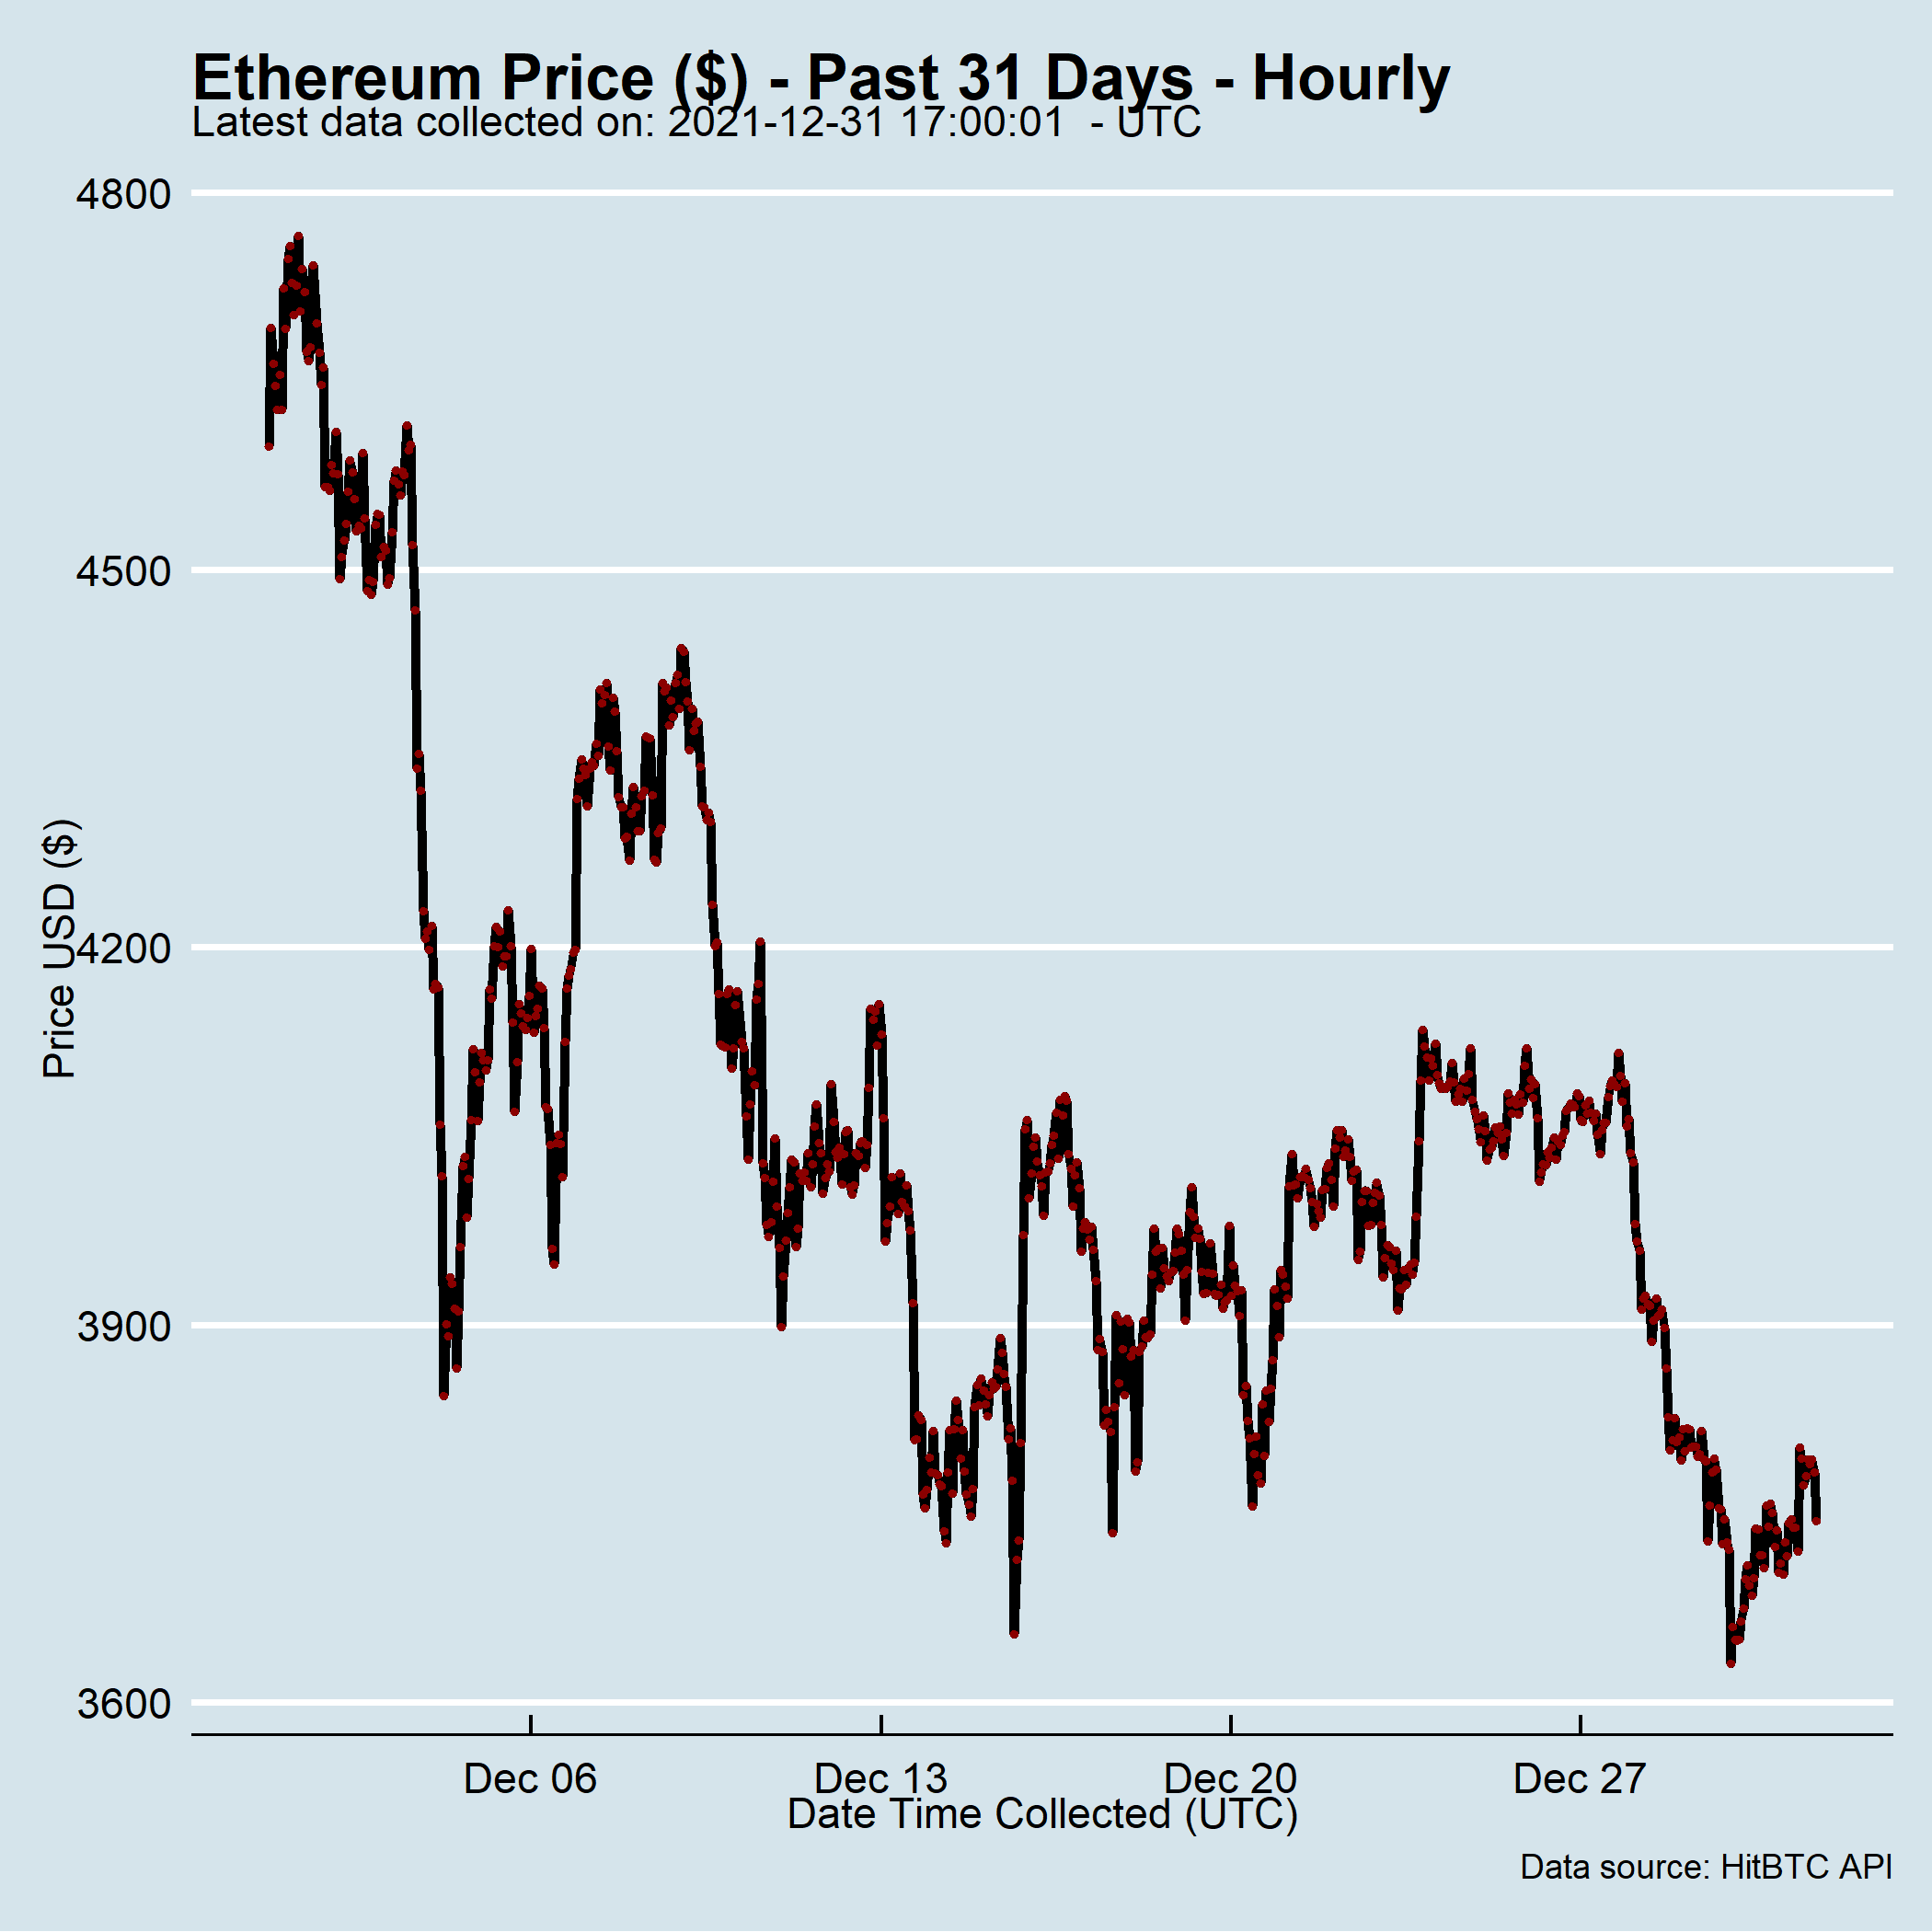 Ethereum Price ($) - Past 31 Days - Hourly
Latest data collected on: 2021-12-31 17:00:01  - UTC
4800
4500
4200
3900
3600
Price USD ($)
Dec 06
Dec 13
Dec 20
Dec 27
Date Time Collected (UTC)
Data source: HitBTC API